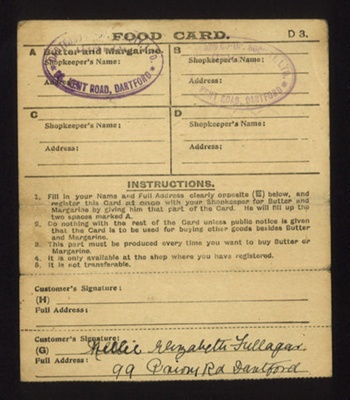 FOOD CARD. D 3.
A Butter and Margarine. B
Shopkeeper's Name: Shopkeeper's Name:
Address: Address:
KENT ROAD, DARTFORD KENT ROAD, DARTFORD
C D
Shopkeeper's Name: Shopkeeper's Name:
Address: Address:
INSTRUCTIONS.
1. Fill in your Name and Full Address clearly opposite (G) below, and
register this Card at once with your Shopkeeper for Butter and
Margarine by giving him that part of the Card. He will fill up the
two spaces marked A.
2. Do nothing with the rest of the Card unless public notice is given
that the Card is to be used for buying other goods besides Butter
and Margarine.
3. This part must be produced every time you want to buy Butter or
Margarine.
4. It is only available at the shop where you have registered.
5. It is not transferable.
Customer's Signature:
(H)
Full Address:
Customer's Signature:
(G) Nellie Elizabeth Fullagar
Full Address: 99 Priory Rd Dartford